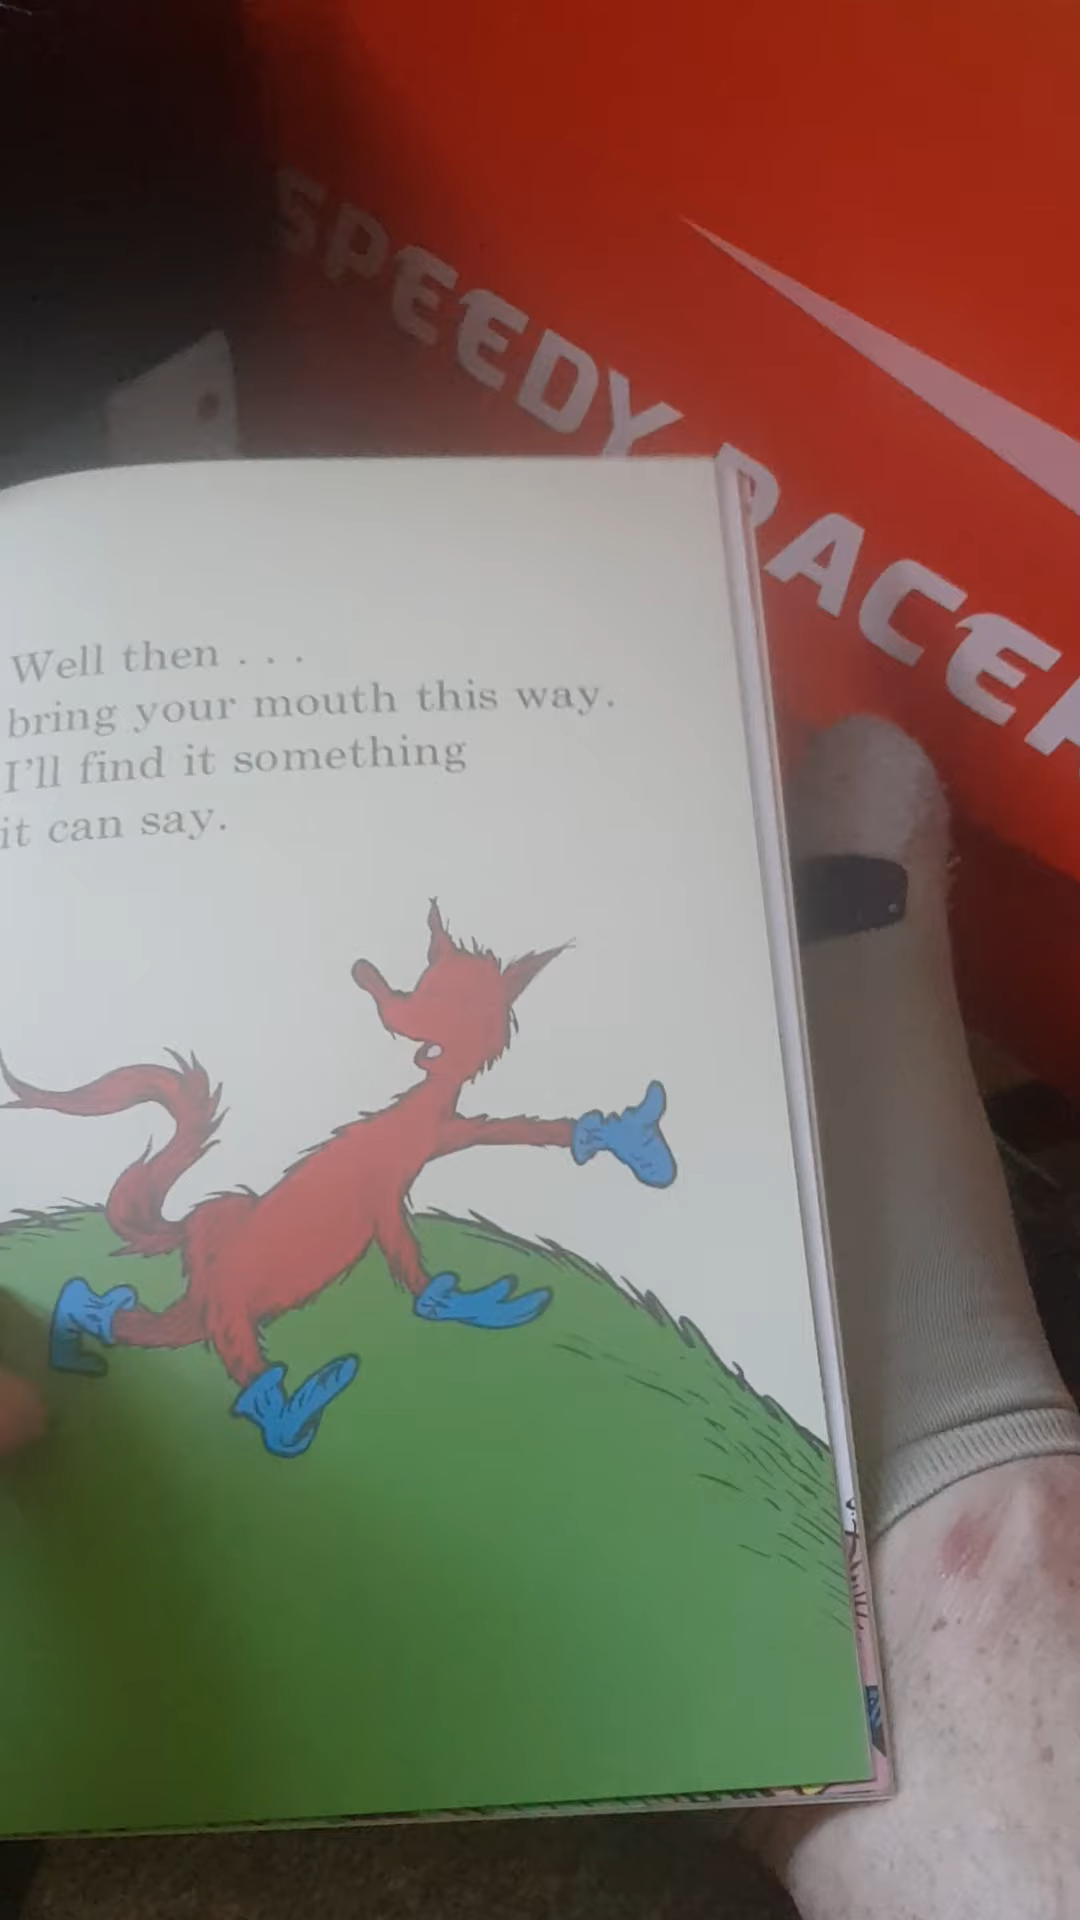 SPEEDY RACER
Well then . . .
bring your mouth this way.
I'll find it something
it can say.